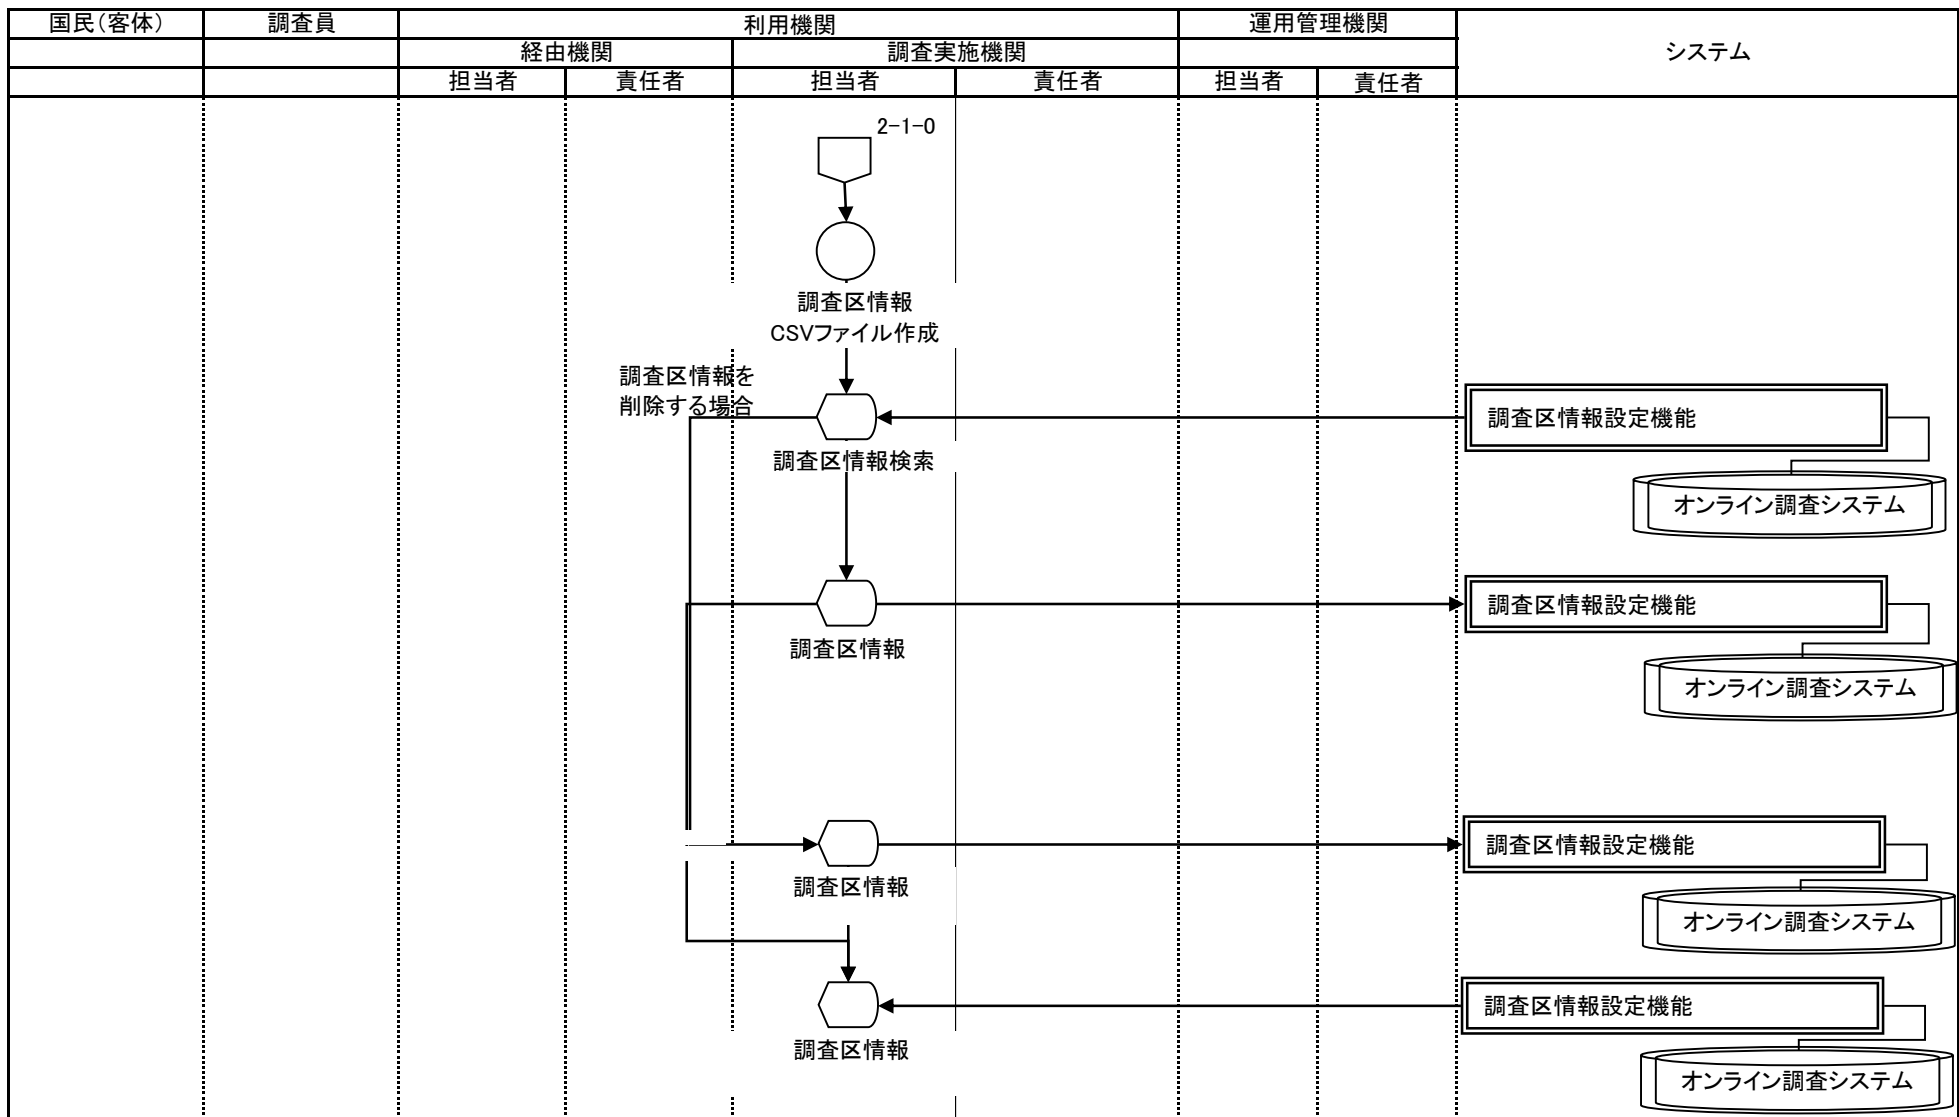 国民(客体)
調査員
利用機関
運用管理機関
システム
経由機関
調査実施機関
担当者
責任者
担当者
責任者
担当者
責任者
2-1-0
調査区情報
CSVファイル作成
調査区情報を
削除する場合
調査区情報設定機能
調査区情報検索
オンライン調査システム
調査区情報設定機能
調査区情報
オンライン調査システム
調査区情報設定機能
調査区情報
オンライン調査システム
調査区情報設定機能
調査区情報
オンライン調査システム